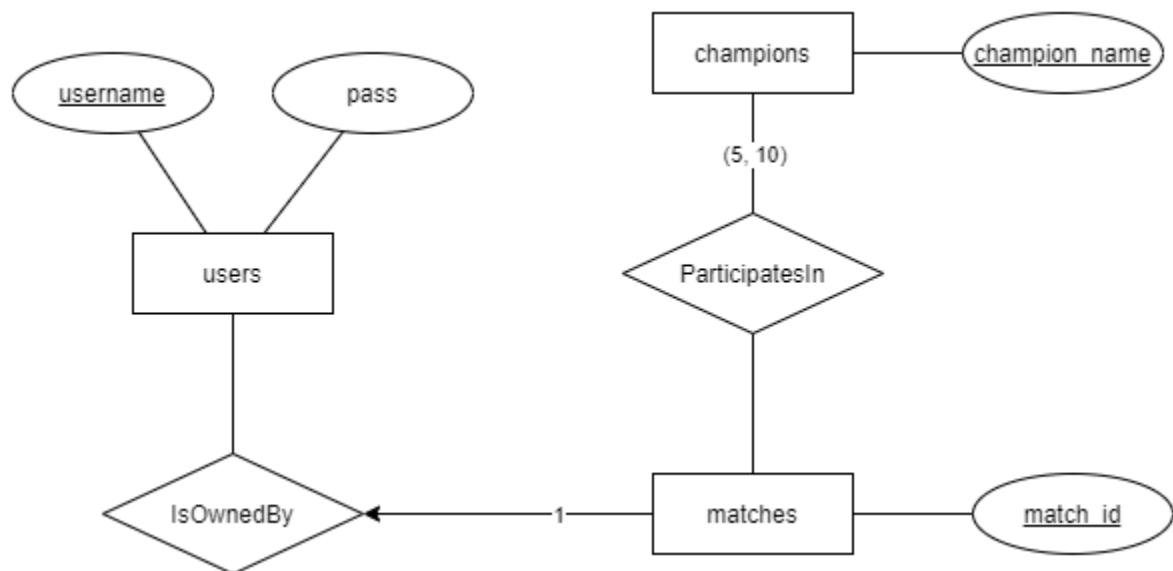 champions
champion_name
username
pass
(5, 10)
users
ParticipatesIn
IsOwnedBy
1
matches
match_id